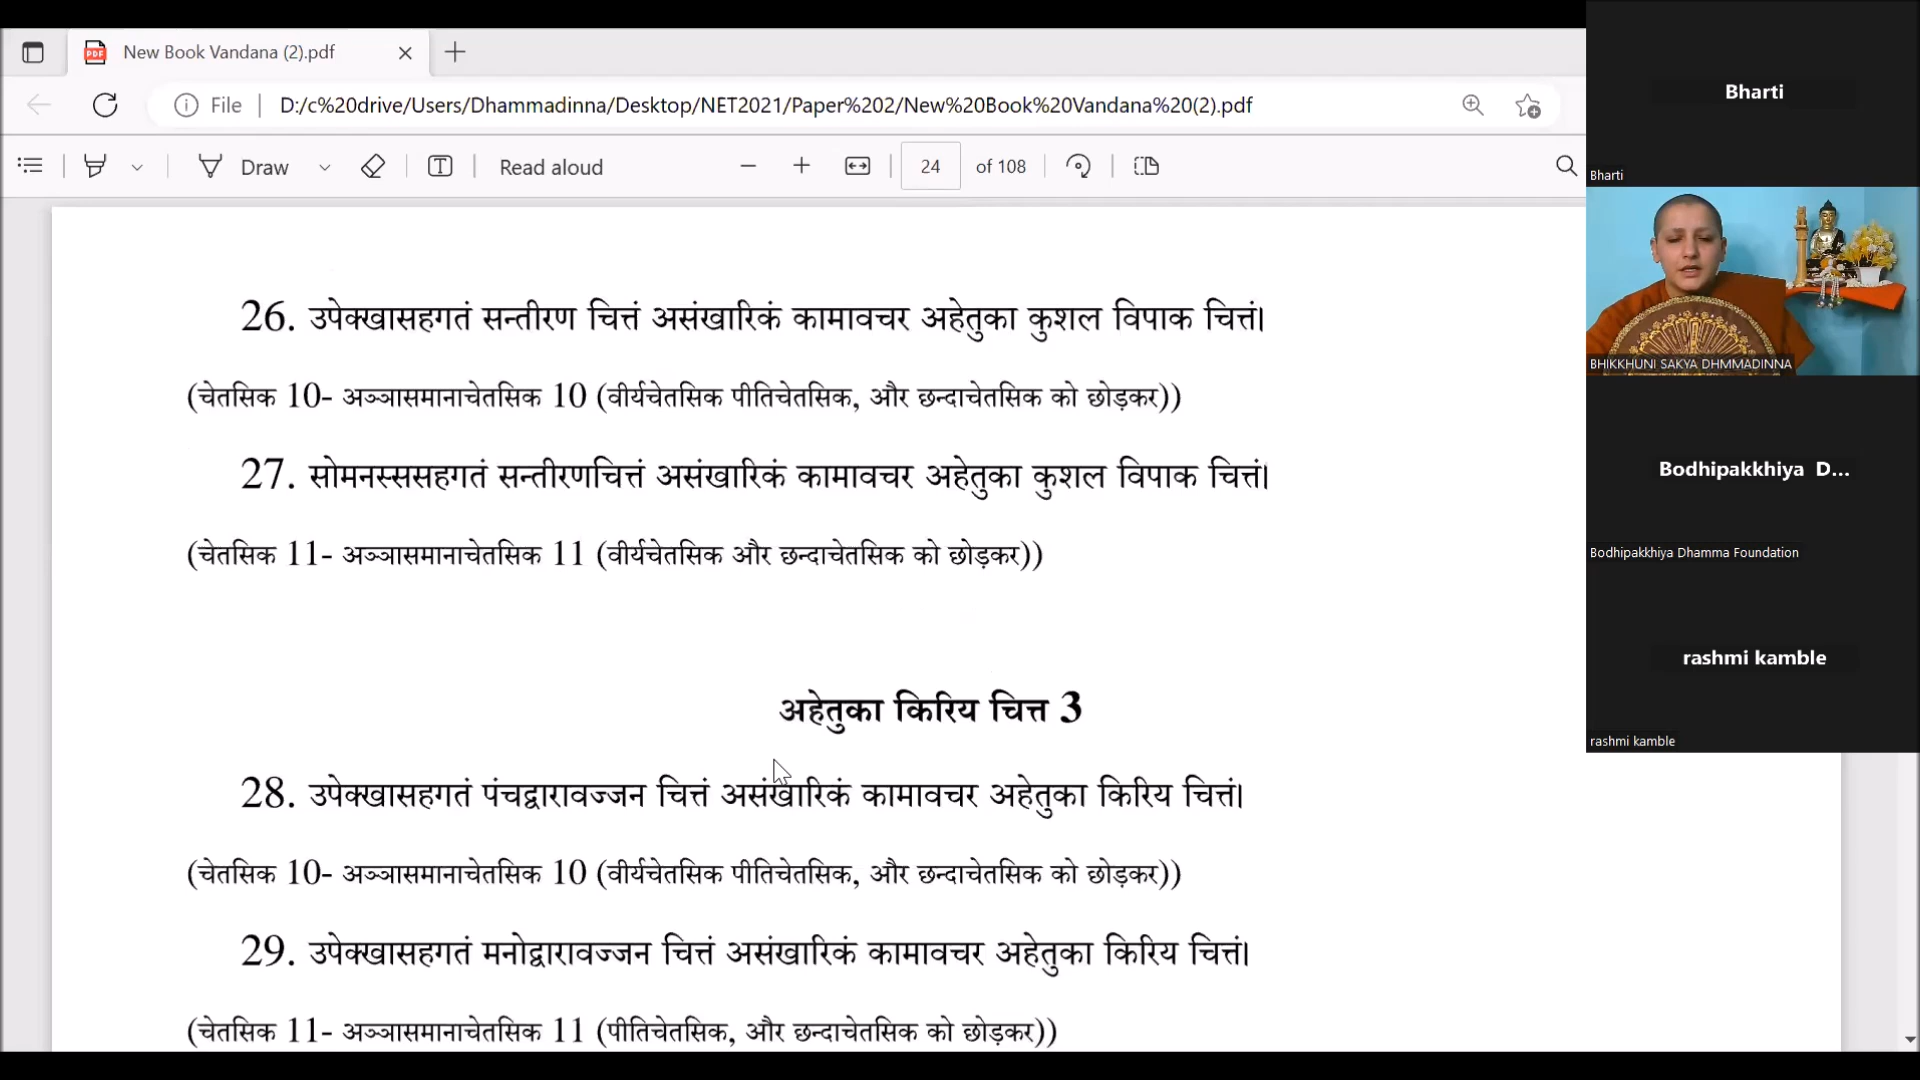 New Book Vandana (2).pdf
File
D:/c%20drive/Users/Dhammadinna/Desktop/NET2021/Paper%202/New%20Book%20Vandana%20(2).pdf
Draw
Read aloud
24 of 108
26. उपेक्खासहगतं सन्तीरण चित्तं असंखारिकं कामावचर अहेतुका कुशल विपाक चित्तं।
(चेतसिक 10- अञ्ञासमानाचेतसिक 10 (वीर्यचेतसिक पीतिचेतसिक, और छन्दाचेतसिक को छोड़कर))
27. सोमनस्ससहगतं सन्तीरणचित्तं असंखारिकं कामावचर अहेतुका कुशल विपाक चित्तं।
(चेतसिक 11- अञ्ञासमानाचेतसिक 11 (वीर्यचेतसिक और छन्दाचेतसिक को छोड़कर))
अहेतुका किरिय चित्त 3
28. उपेक्खासहगतं पंचद्वारावज्जन चित्तं असंखारिकं कामावचर अहेतुका किरिय चित्तं।
(चेतसिक 10- अञ्ञासमानाचेतसिक 10 (वीर्यचेतसिक पीतिचेतसिक, और छन्दाचेतसिक को छोड़कर))
29. उपेक्खासहगतं मनोद्वारावज्जन चित्तं असंखारिकं कामावचर अहेतुका किरिय चित्तं।
(चेतसिक 11- अञ्ञासमानाचेतसिक 11 (पीतिचेतसिक, और छन्दाचेतसिक को छोड़कर))
Bharti
Bharti
BHIKKHUNI SAKYA DHMMADINNA
Bodhipakkhiya D...
Bodhipakkhiya Dhamma Foundation
rashmi kamble
rashmi kamble